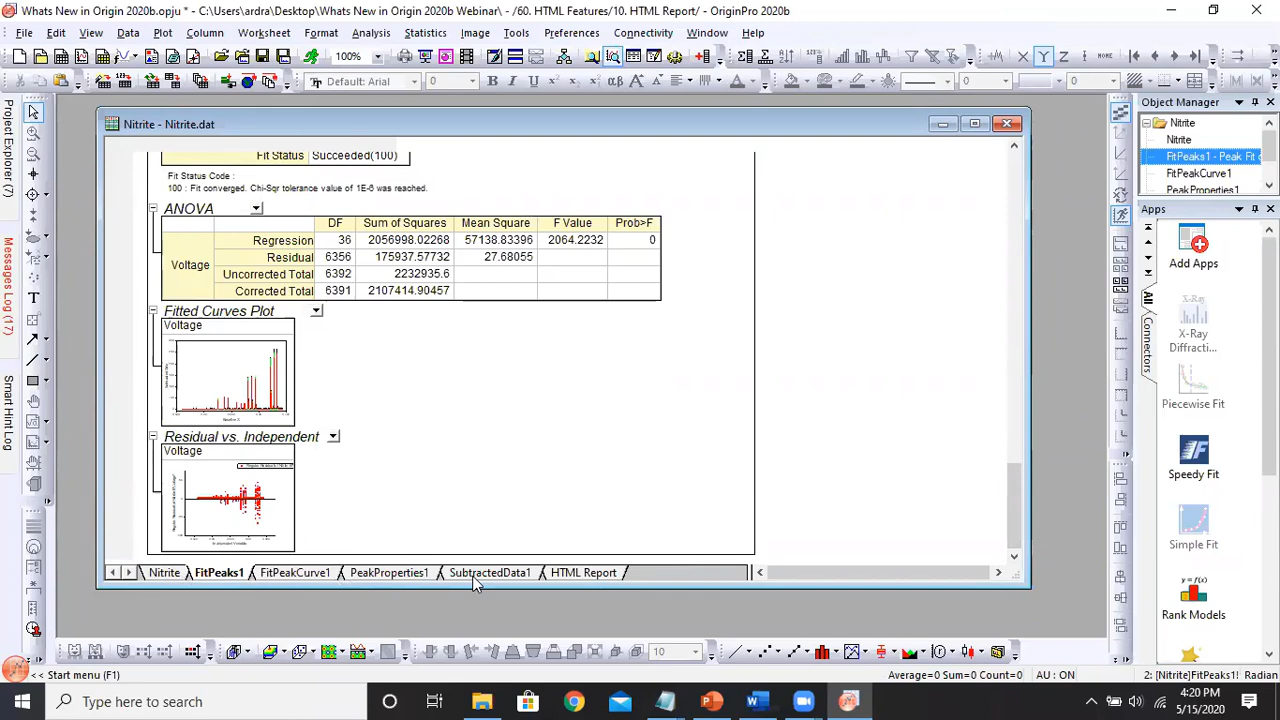 Whats New in Origin 2020b.opju * - C:\Users\ardra\Desktop\Whats New in Origin 2020b Webinar\ - /60. HTML Features/10. HTML Report/ - OriginPro 2020b
File Edit View Data Plot Column Worksheet Format Analysis Statistics Image Tools Preferences Connectivity Window Help
100%
Default: Arial 0 B I U αβ A A 0 0
Y Z
Project Explorer (7)
Messages Log (17)
Smart Hint Log
Nitrite - Nitrite.dat
Fit Status Succeeded(100)
Fit Status Code :
100 : Fit converged. Chi-Sqr tolerance value of 1E-6 was reached.
ANOVA
DF Sum of Squares Mean Square F Value Prob>F
Voltage
Regression 36 2056998.02268 57138.83396 2064.2232 0
Residual 6356 175937.57732 27.68055
Uncorrected Total 6392 2232935.6
Corrected Total 6391 2107414.90457
Fitted Curves Plot
Voltage
Residual vs. Independent
Voltage
Nitrite FitPeaks1 FitPeakCurve1 PeakProperties1 SubtractedData1 HTML Report
Object Manager
Nitrite
Nitrite
FitPeaks1 - Peak Fit
FitPeakCurve1
PeakProperties1
Apps
All
Connectors
Add Apps
X-Ray
Diffracti...
Piecewise Fit
Speedy Fit
Simple Fit
y = f(x)
Rank Models
10
<< Start menu (F1)
Average=0 Sum=0 Count=0 AU : ON 2: [Nitrite]FitPeaks1! Radian
Type here to search
4:20 PM
5/15/2020